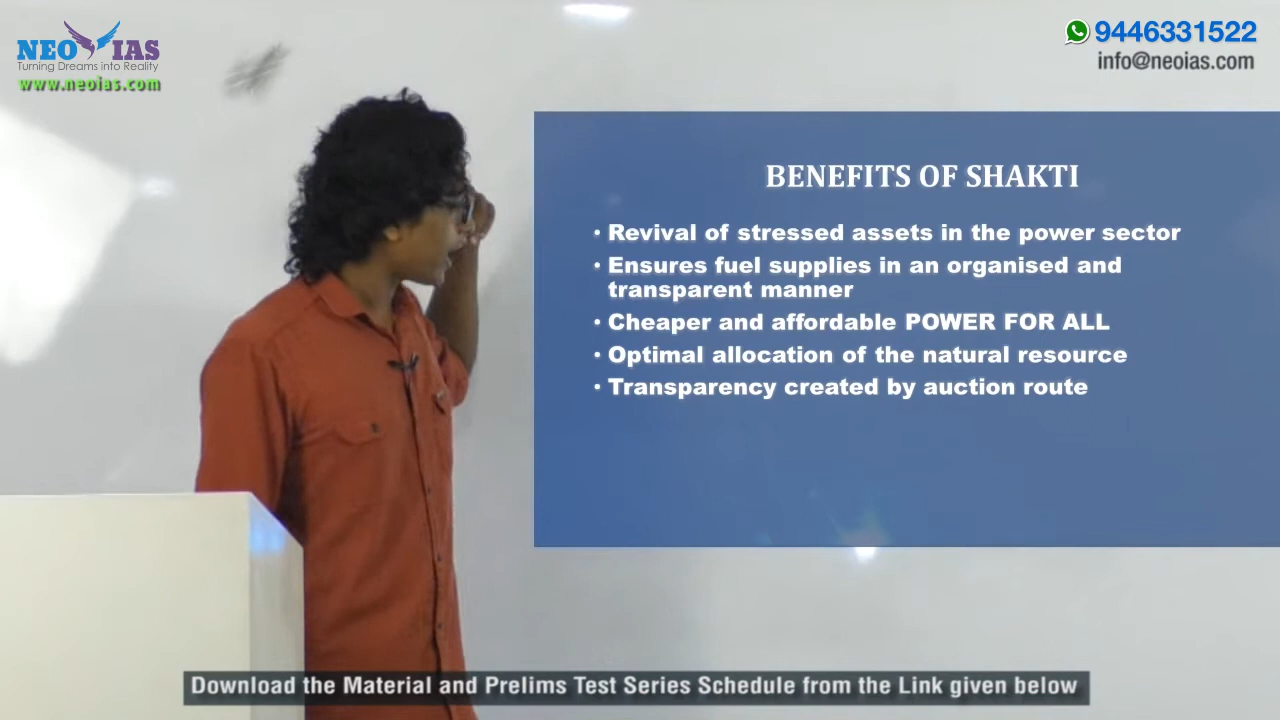 NEO IAS
Turning Dreams into Reality
www.neoias.com
9446331522
info@neoias.com
BENEFITS OF SHAKTI
• Revival of stressed assets in the power sector
• Ensures fuel supplies in an organised and
transparent manner
• Cheaper and affordable POWER FOR ALL
• Optimal allocation of the natural resource
• Transparency created by auction route
Download the Material and Prelims Test Series Schedule from the Link given below